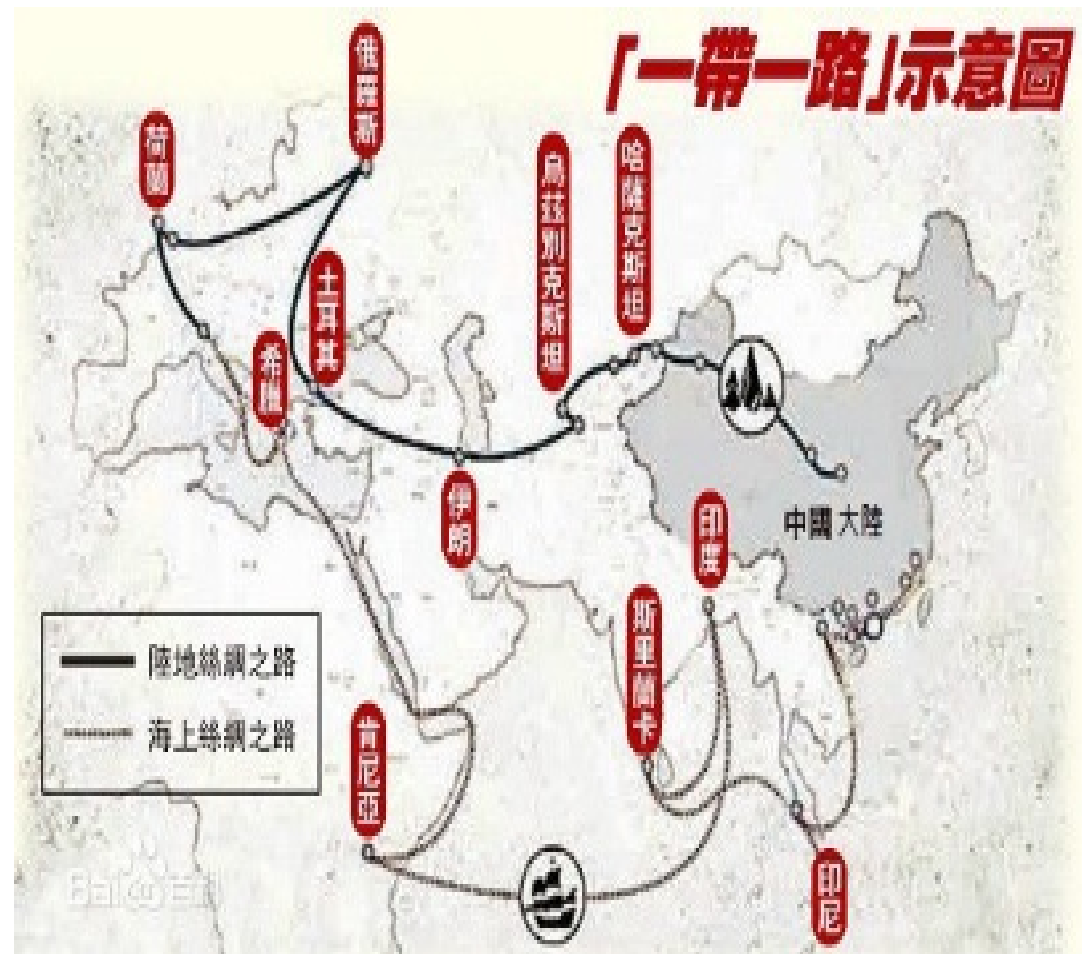 「一帶一路」示意圖
俄羅斯
荷蘭
烏茲別克斯坦
哈薩克斯坦
土耳其
希臘
伊朗
中國大陸
印度
斯里蘭卡
陸地絲綢之路
海上絲綢之路
肯尼亞
印尼
Bai